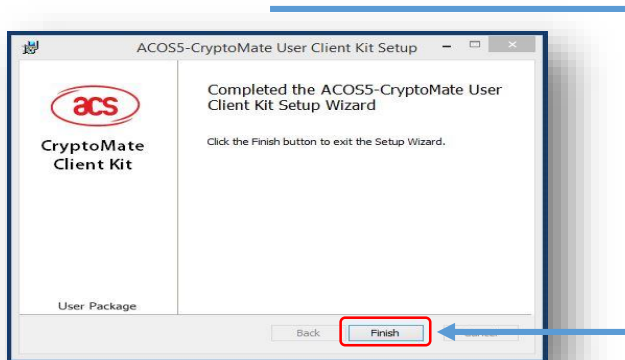 ACOS5-CryptoMate User Client Kit Setup
acs
CryptoMate
Client Kit
User Package
Completed the ACOS5-CryptoMate User
Client Kit Setup Wizard
Click the Finish button to exit the Setup Wizard.
Back
Finish